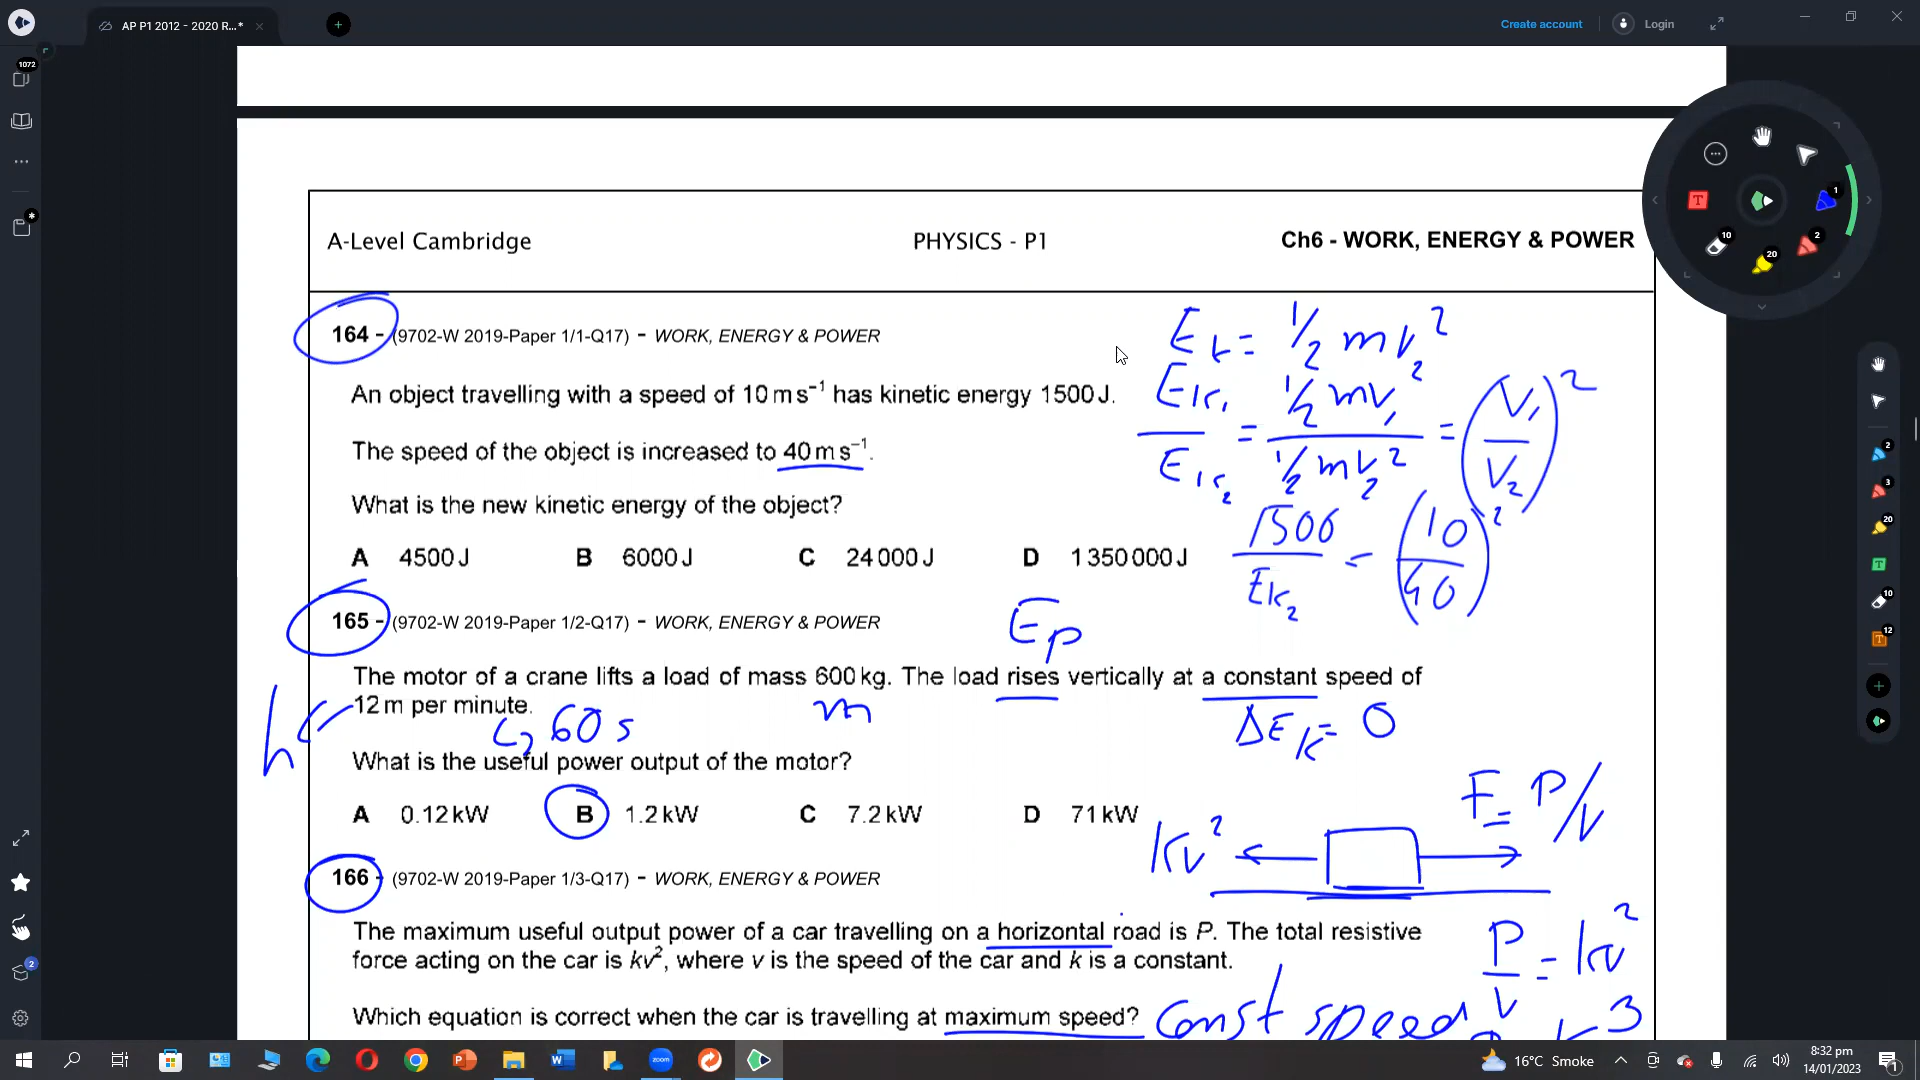 AP P1 2012 - 2020 R...*
Create account
Login
1072
A-Level Cambridge
PHYSICS - P1
Ch6 - WORK, ENERGY & POWER
164 - (9702-W 2019-Paper 1/1-Q17) – WORK, ENERGY & POWER
An object travelling with a speed of 10 m s⁻¹ has kinetic energy 1500 J.
The speed of the object is increased to 40 m s⁻¹.
What is the new kinetic energy of the object?
A 4500 J B 6000 J C 24 000 J D 1 350 000 J
Ek = 1/2 mv²
Ek₁/Ek₂ = 1/2 mv₁²/1/2 mv₂² = (V₁/V₂)²
1500/Ek₂ = (10/40)²
165 - (9702-W 2019-Paper 1/2-Q17) – WORK, ENERGY & POWER
Ep
The motor of a crane lifts a load of mass 600 kg. The load rises vertically at a constant speed of
12 m per minute.
h
60 s
m
ΔEk = 0
What is the useful power output of the motor?
A 0.12 kW B 1.2 kW C 7.2 kW D 71 kW
F = P/V
kv²
166 - (9702-W 2019-Paper 1/3-Q17) – WORK, ENERGY & POWER
The maximum useful output power of a car travelling on a horizontal road is P. The total resistive
force acting on the car is kv², where v is the speed of the car and k is a constant.
P/V = kv²
Which equation is correct when the car is travelling at maximum speed?
Const speed
16°C Smoke
8:32 pm
14/01/2023